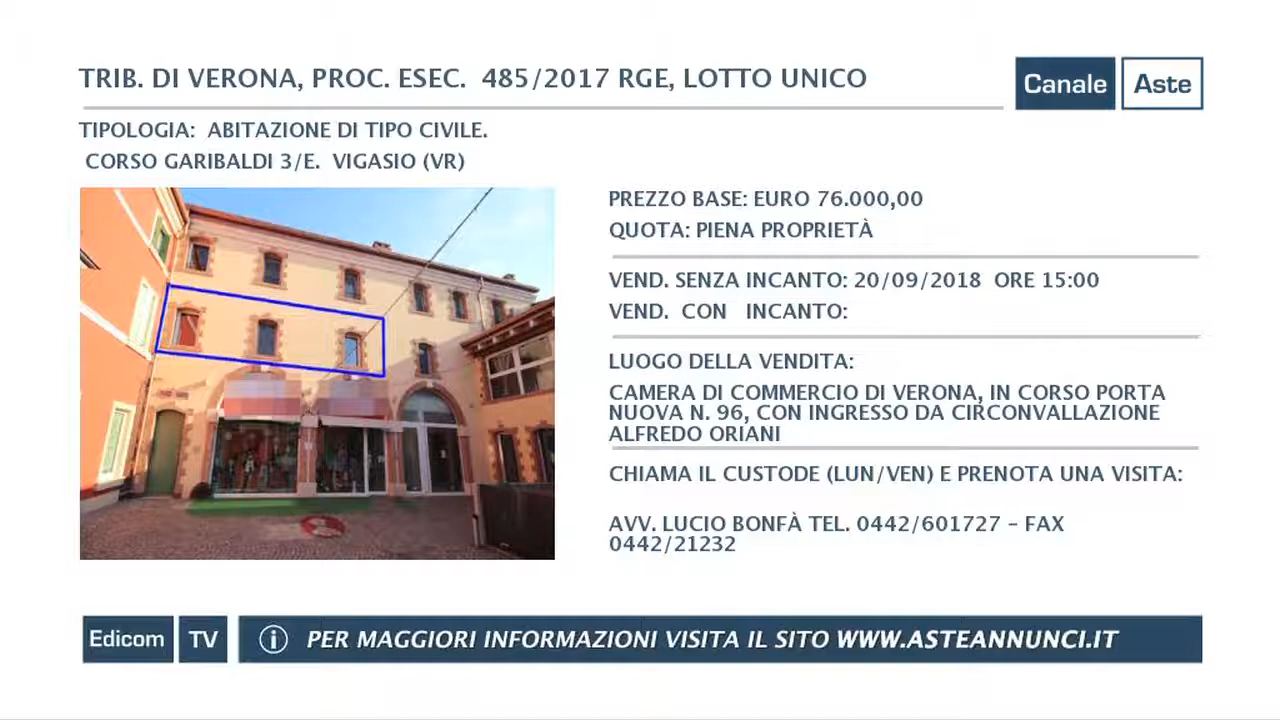 TRIB. DI VERONA, PROC. ESEC.  485/2017 RGE, LOTTO UNICO
Canale Aste
TIPOLOGIA:  ABITAZIONE DI TIPO CIVILE.
CORSO GARIBALDI 3/E.  VIGASIO (VR)
PREZZO BASE: EURO 76.000,00
QUOTA: PIENA PROPRIETÀ
VEND. SENZA INCANTO: 20/09/2018  ORE 15:00
VEND.  CON   INCANTO:
LUOGO DELLA VENDITA:
CAMERA DI COMMERCIO DI VERONA, IN CORSO PORTA
NUOVA N. 96, CON INGRESSO DA CIRCONVALLAZIONE
ALFREDO ORIANI
CHIAMA IL CUSTODE (LUN/VEN) E PRENOTA UNA VISITA:
AVV. LUCIO BONFÀ TEL. 0442/601727 – FAX
0442/21232
Edicom TV
PER MAGGIORI INFORMAZIONI VISITA IL SITO WWW.ASTEANNUNCI.IT